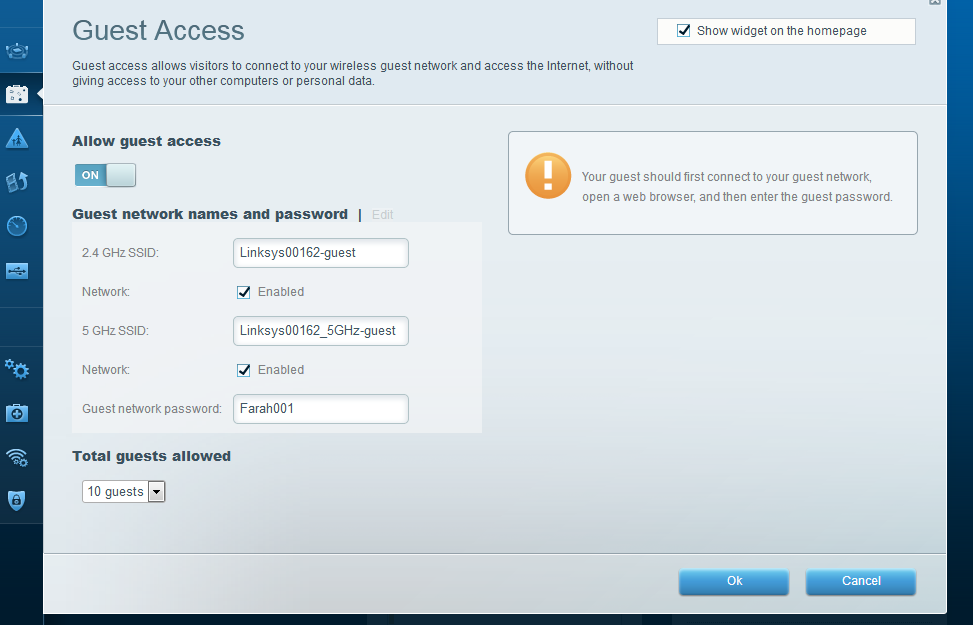 Guest Access
Show widget on the homepage
Guest access allows visitors to connect to your wireless guest network and access the Internet, without
giving access to your other computers or personal data.
Allow guest access
ON
Your guest should first connect to your guest network,
open a web browser, and then enter the guest password.
Guest network names and password | Edit
2.4 GHz SSID: Linksys00162-guest
Network: Enabled
5 GHz SSID: Linksys00162_5GHz-guest
Network: Enabled
Guest network password: Farah001
Total guests allowed
10 guests
Ok Cancel